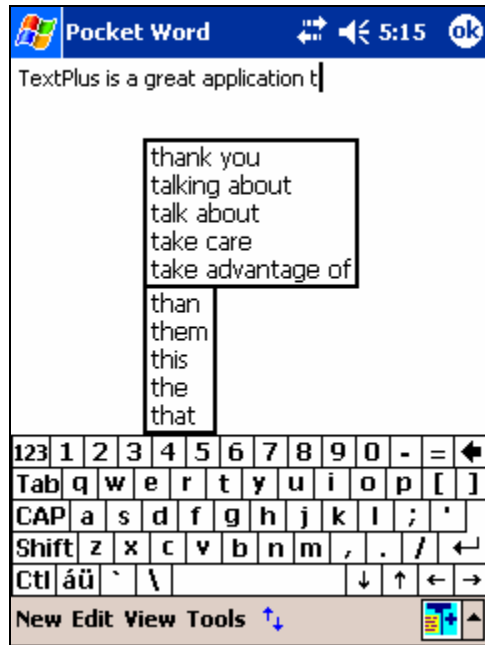 Pocket Word 5:15 ok
TextPlus is a great application t
thank you
talking about
talk about
take care
take advantage of
than
them
this
the
that
123 1 2 3 4 5 6 7 8 9 0 - =
Tab q w e r t y u i o p [ ]
CAP a s d f g h j k l ; '
Shift z x c v b n m , . /
Ctl áü ` \
New Edit View Tools